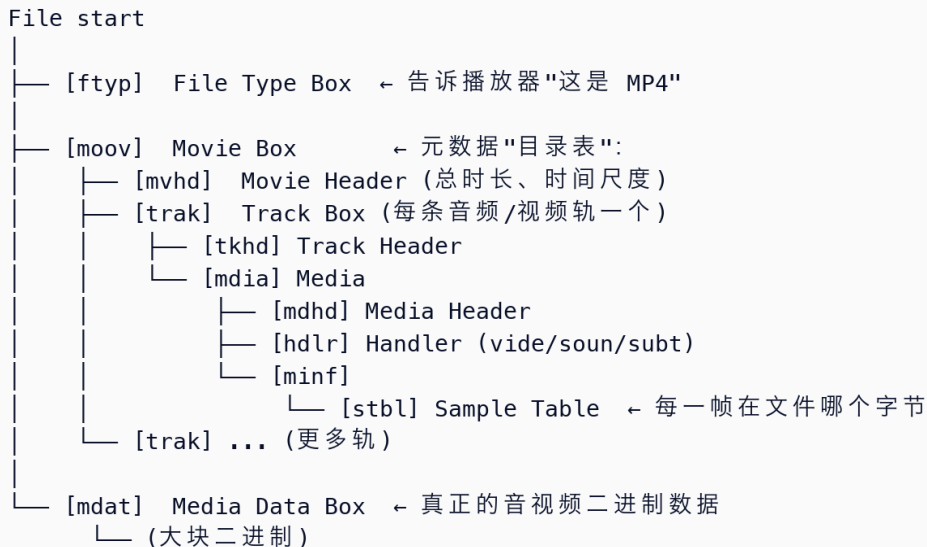 File start
│
├── [ftyp]  File Type Box  ← 告诉播放器"这是 MP4"
│
├── [moov]  Movie Box       ← 元数据"目录表":
│    ├── [mvhd]  Movie Header (总时长、时间尺度)
│    ├── [trak]  Track Box (每条音频/视频轨一个)
│    │    ├── [tkhd] Track Header
│    │    └── [mdia] Media
│    │         ├── [mdhd] Media Header
│    │         ├── [hdlr] Handler (vide/soun/subt)
│    │         └── [minf]
│    │              └── [stbl] Sample Table  ← 每一帧在文件哪个字节
│    └── [trak] ... (更多轨)
│
└── [mdat]  Media Data Box  ← 真正的音视频二进制数据
      └── (大块二进制)